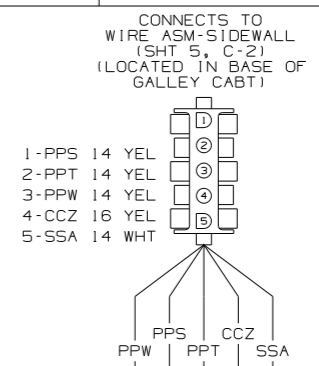 CONNECTS TO
WIRE ASM-SIDEWALL
(SHT 5, C-2)
(LOCATED IN BASE OF
GALLEY CABT)
1
2
3
4
5
1-PPS 14 YEL
2-PPT 14 YEL
3-PPW 14 YEL
4-CCZ 16 YEL
5-SSA 14 WHT
PPS CCZ
PPW PPT SSA